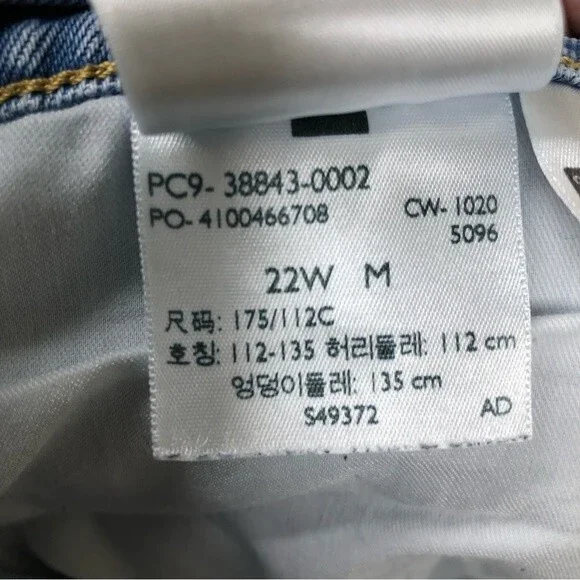 PC9-38843-0002
PO-4100466708 CW-1020
5096
22W M
尺码: 175/112C
호칭: 112-135 허리둘레: 112 cm
엉덩이둘레: 135 cm
S49372 AD